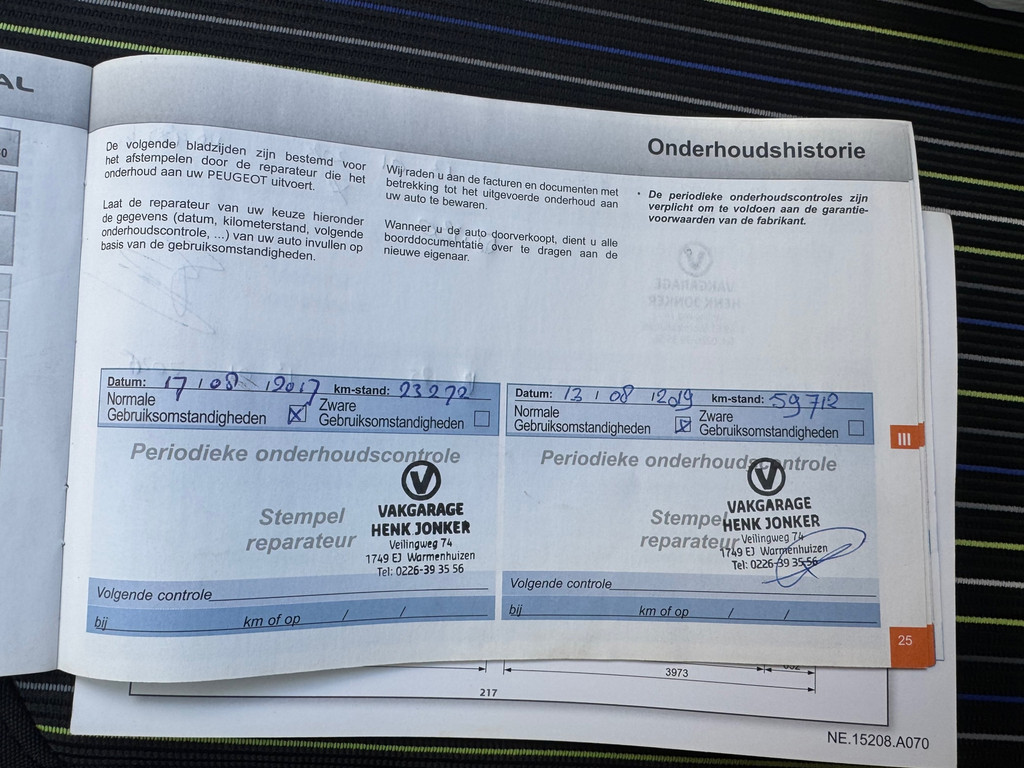 AL
0
Onderhoudshistorie
De volgende bladzijden zijn bestemd voor
het afstempelen door de reparateur die het
onderhoud aan uw PEUGEOT uitvoert.
Laat de reparateur van uw keuze hieronder
de gegevens (datum, kilometerstand, volgende
onderhoudscontrole, ...) van uw auto invullen op
basis van de gebruiksomstandigheden.
Wij raden u aan de facturen en documenten met
betrekking tot het uitgevoerde onderhoud aan
uw auto te bewaren.
Wanneer u de auto doorverkoopt, dient u alle
boorddocumentatie over te dragen aan de
nieuwe eigenaar.
• De periodieke onderhoudscontroles zijn
verplicht om te voldoen aan de garantie-
voorwaarden van de fabrikant.
Datum: 17 / 08 / 2017 km-stand: 23272
Normale
Gebruiksomstandigheden
Zware
Gebruiksomstandigheden
Periodieke onderhoudscontrole
Stempel
reparateur
VAKGARAGE
HENK JONKER
Veilingweg 74
1749 EJ Warmenhuizen
Tel: 0226-39 35 56
Volgende controle
bij km of op / /
Datum: 13 / 08 / 2019 km-stand: 59712
Normale
Gebruiksomstandigheden
Zware
Gebruiksomstandigheden
Periodieke onderhoudscontrole
Stempel
reparateur
VAKGARAGE
HENK JONKER
Veilingweg 74
1749 EJ Warmenhuizen
Tel: 0226-39 35 56
Volgende controle
bij km of op / /
III
25
3973
217
NE.15208.A070